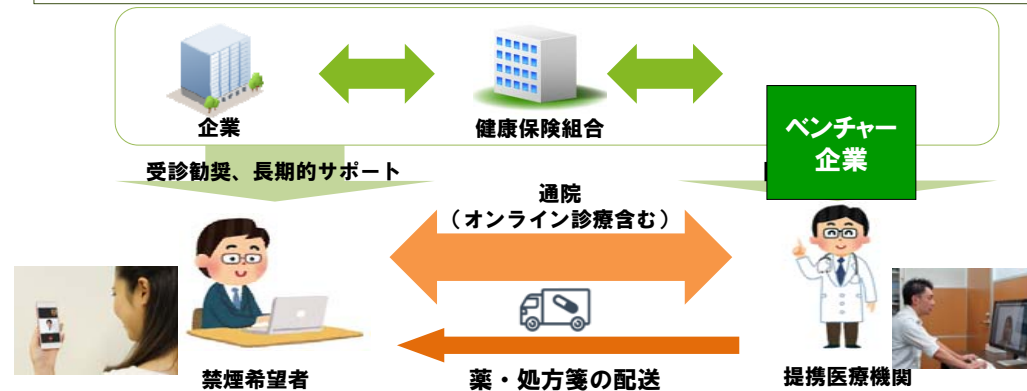 企業
健康保険組合
ベンチャー
企業
受診勧奨、長期的サポート
通院
(オンライン診療含む)
禁煙希望者
薬・処方箋の配送
提携医療機関